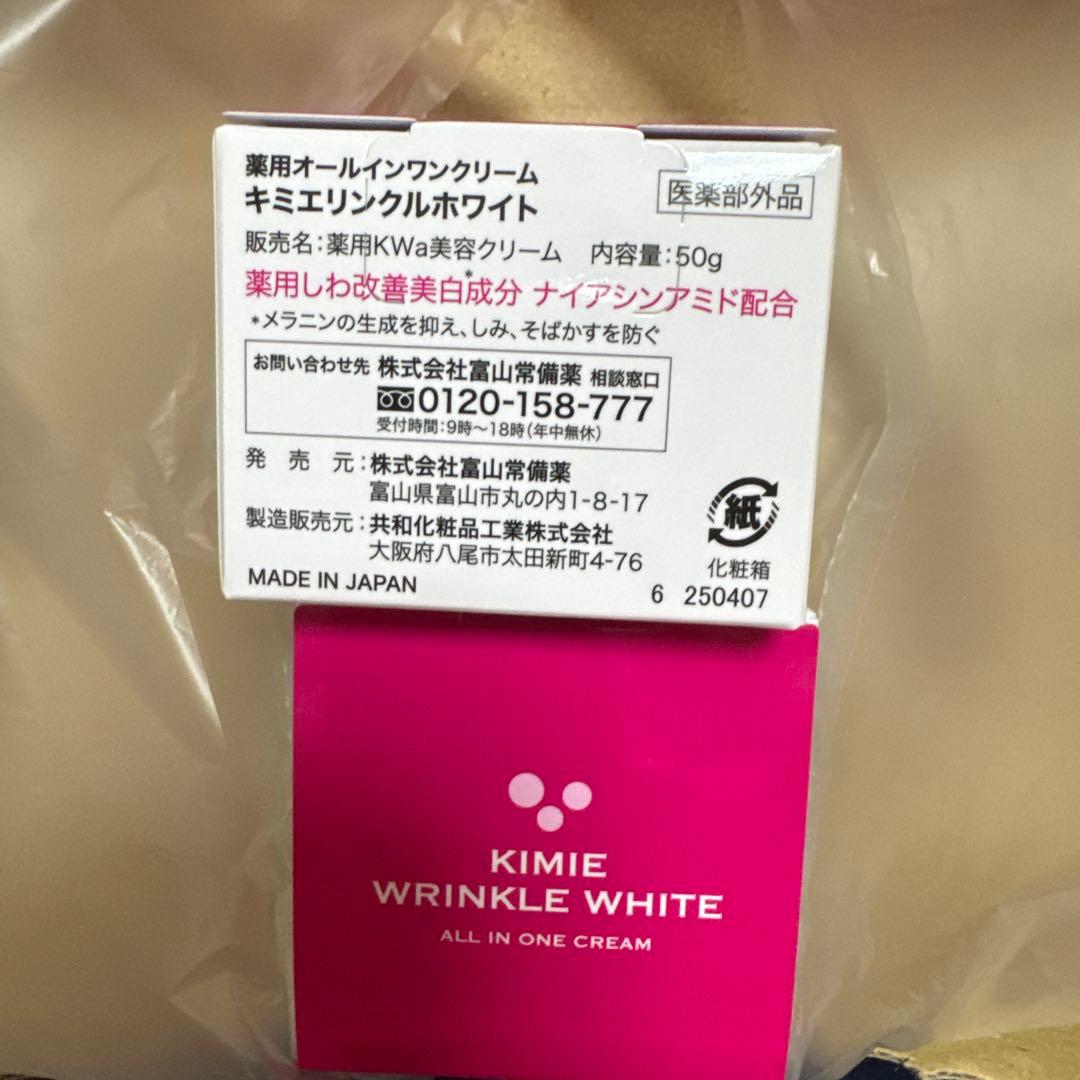 薬用オールインワンクリーム
キミエリンクルホワイト
医薬部外品
販売名:薬用KWa美容クリーム 内容量:50g
薬用しわ改善美白*成分 ナイアシンアミド配合
*メラニンの生成を抑え、しみ、そばかすを防ぐ
お問い合わせ先 株式会社富山常備薬 相談窓口
0120-158-777
受付時間:9時〜18時(年中無休)
発売元:株式会社富山常備薬
富山県富山市丸の内1-8-17
製造販売元:共和化粧品工業株式会社
大阪府八尾市太田新町4-76
紙
化粧箱
MADE IN JAPAN
6 250407
KIMIE
WRINKLE WHITE
ALL IN ONE CREAM